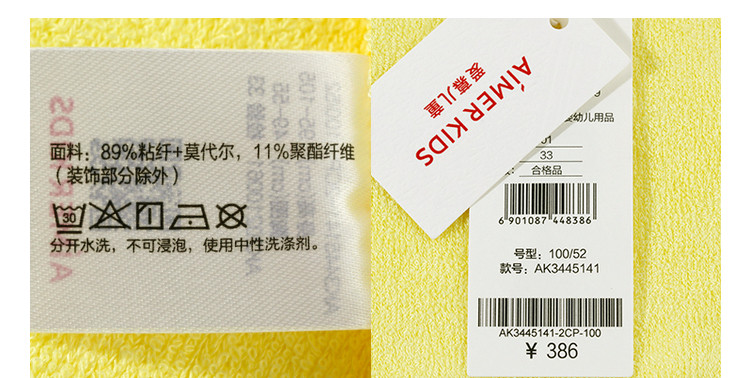 面料：89%粘纤+莫代尔，11%聚酯纤维
（装饰部分除外）
30
分开水洗，不可浸泡，使用中性洗涤剂。
AIMER KIDS
爱慕儿童
幼儿用品
33
合格品
6 901087 448386
号型：100/52
款号：AK3445141
AK3445141-2CP-100
¥ 386